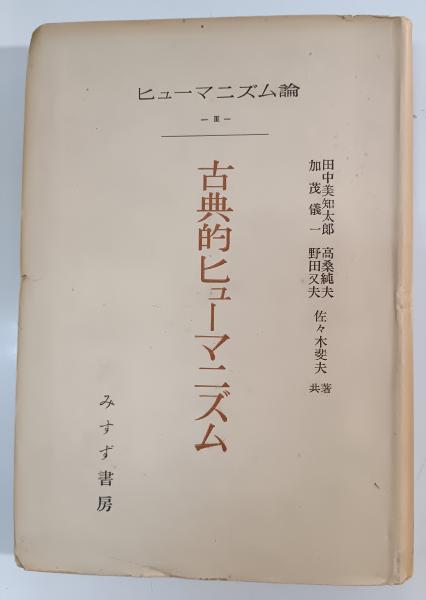 ヒューマニズム論
— III —
田中美知太郎 高桑純夫 佐々木斐夫 共著
加茂儀一 野田又夫
古典的ヒューマニズム
みすず書房